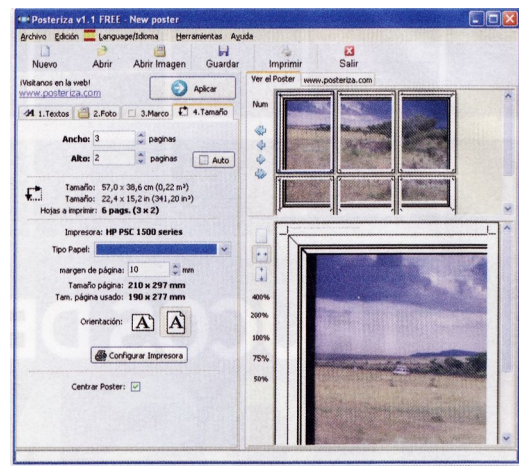 Posteriza v1.1 FREE - New poster
Archivo Edición Language/Idioma Herramientas Ayuda
Nuevo Abrir Abrir Imagen Guardar Imprimir Salir
¡Visitanos en la web!
www.posteriza.com
Aplicar
Ver el Poster www.posteriza.com
1.Textos 2.Foto 3.Marco 4.Tamaño
Num
Ancho: 3 paginas
Alto: 2 paginas Auto
Tamaño: 57,0 x 38,6 cm (0,22 m²)
Tamaño: 22,4 x 15,2 in (341,20 in²)
Hojas a imprimir: 6 pags. (3 x 2)
Impresora: HP PSC 1500 series
Tipo Papel:
margen de página: 10 mm
Tamaño página: 210 x 297 mm
Tam. página usado: 190 x 277 mm
Orientación: A A
Configurar Impresora
Centrar Poster:
400%
200%
100%
75%
50%